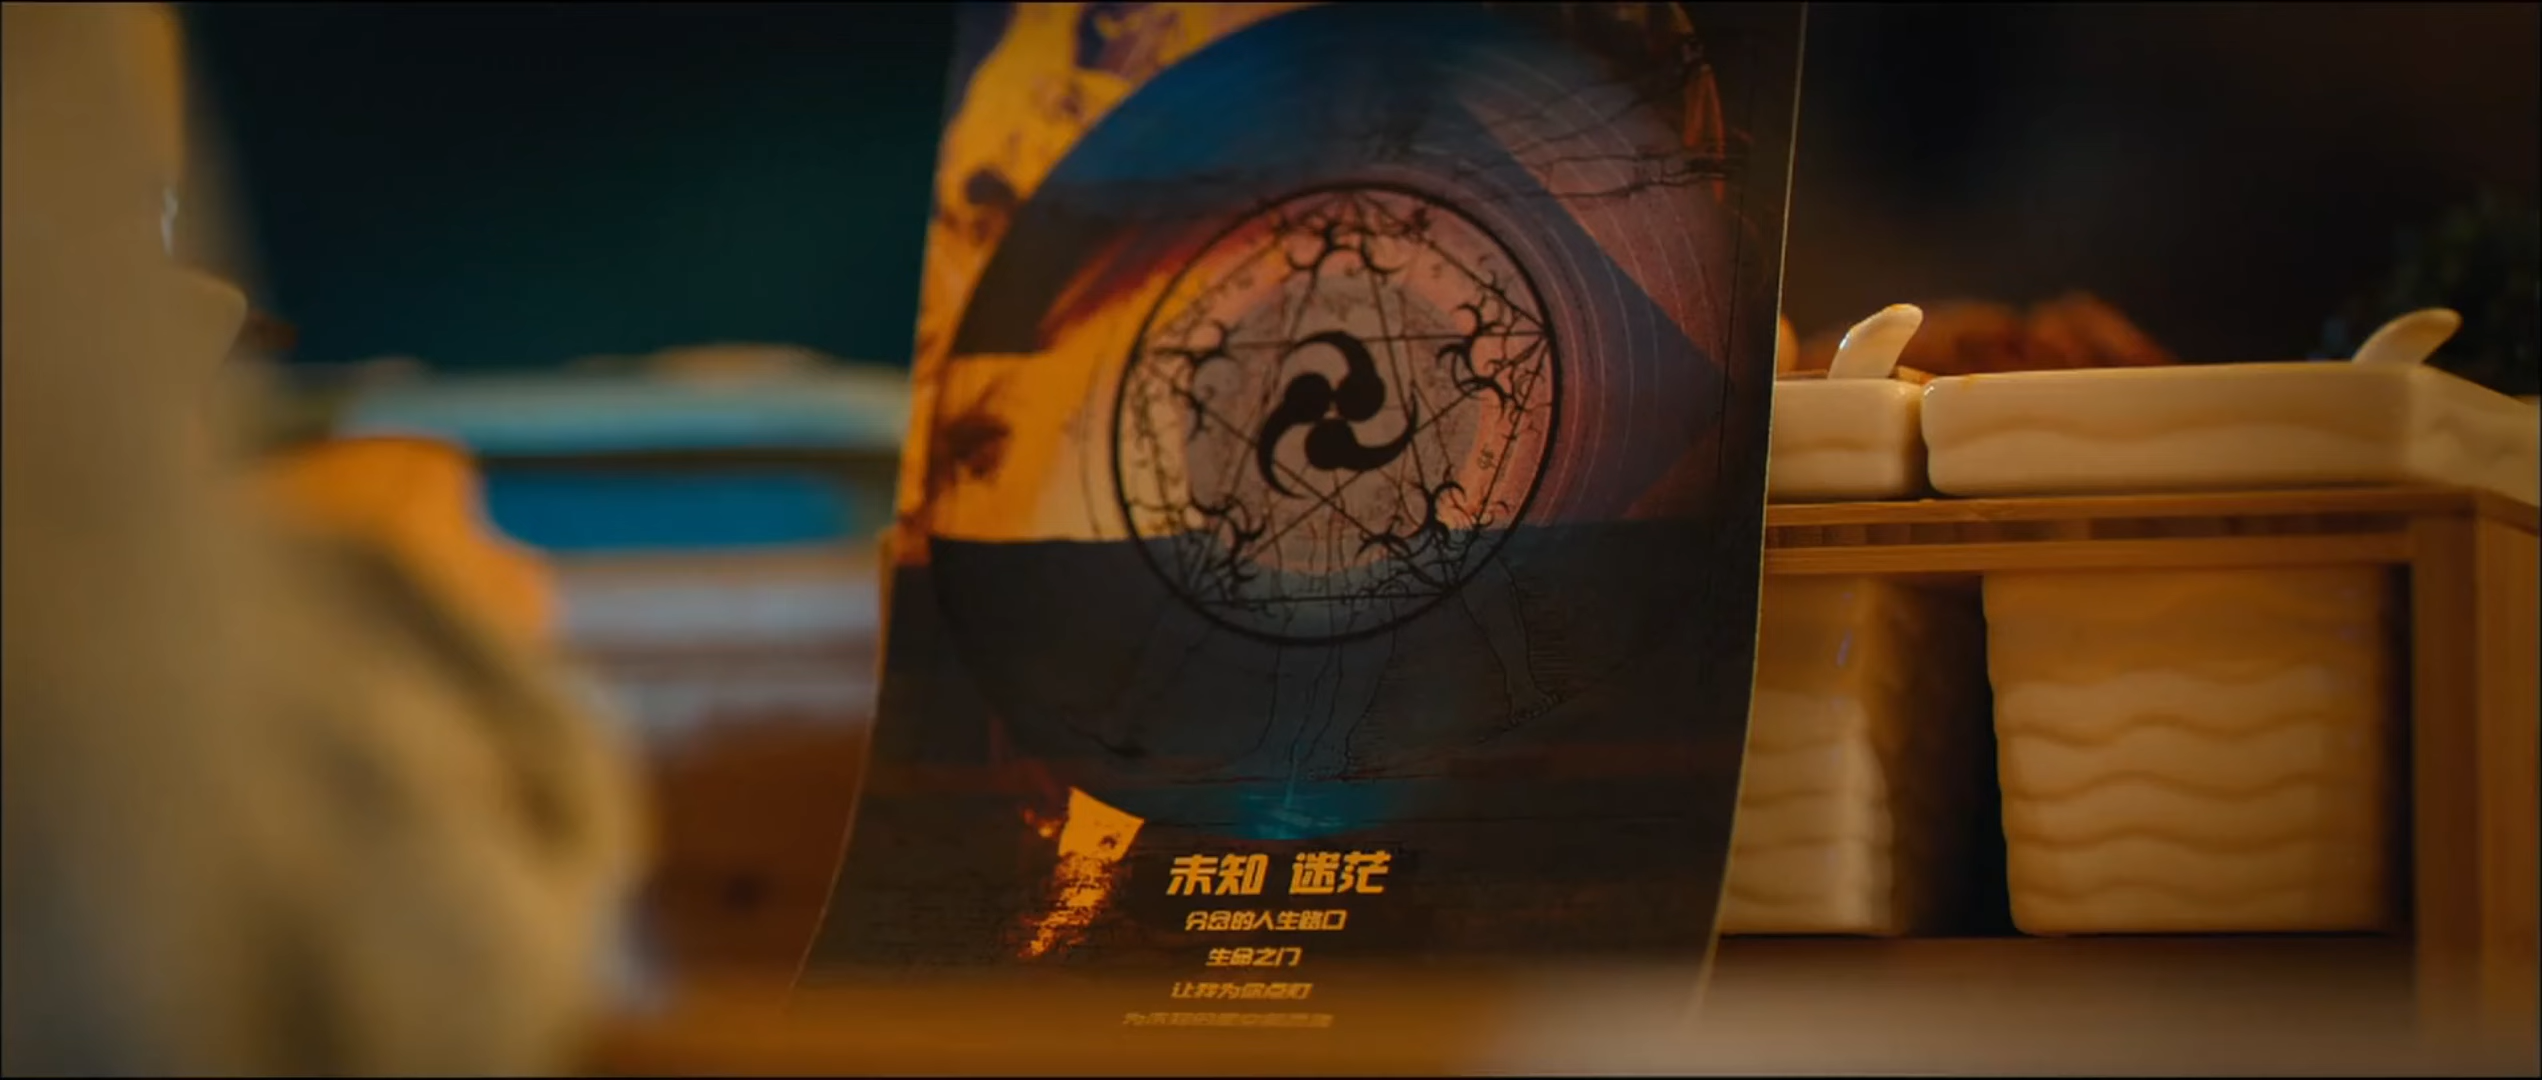 未知 迷茫
分岔的人生路口
生命之门
让我为你点灯